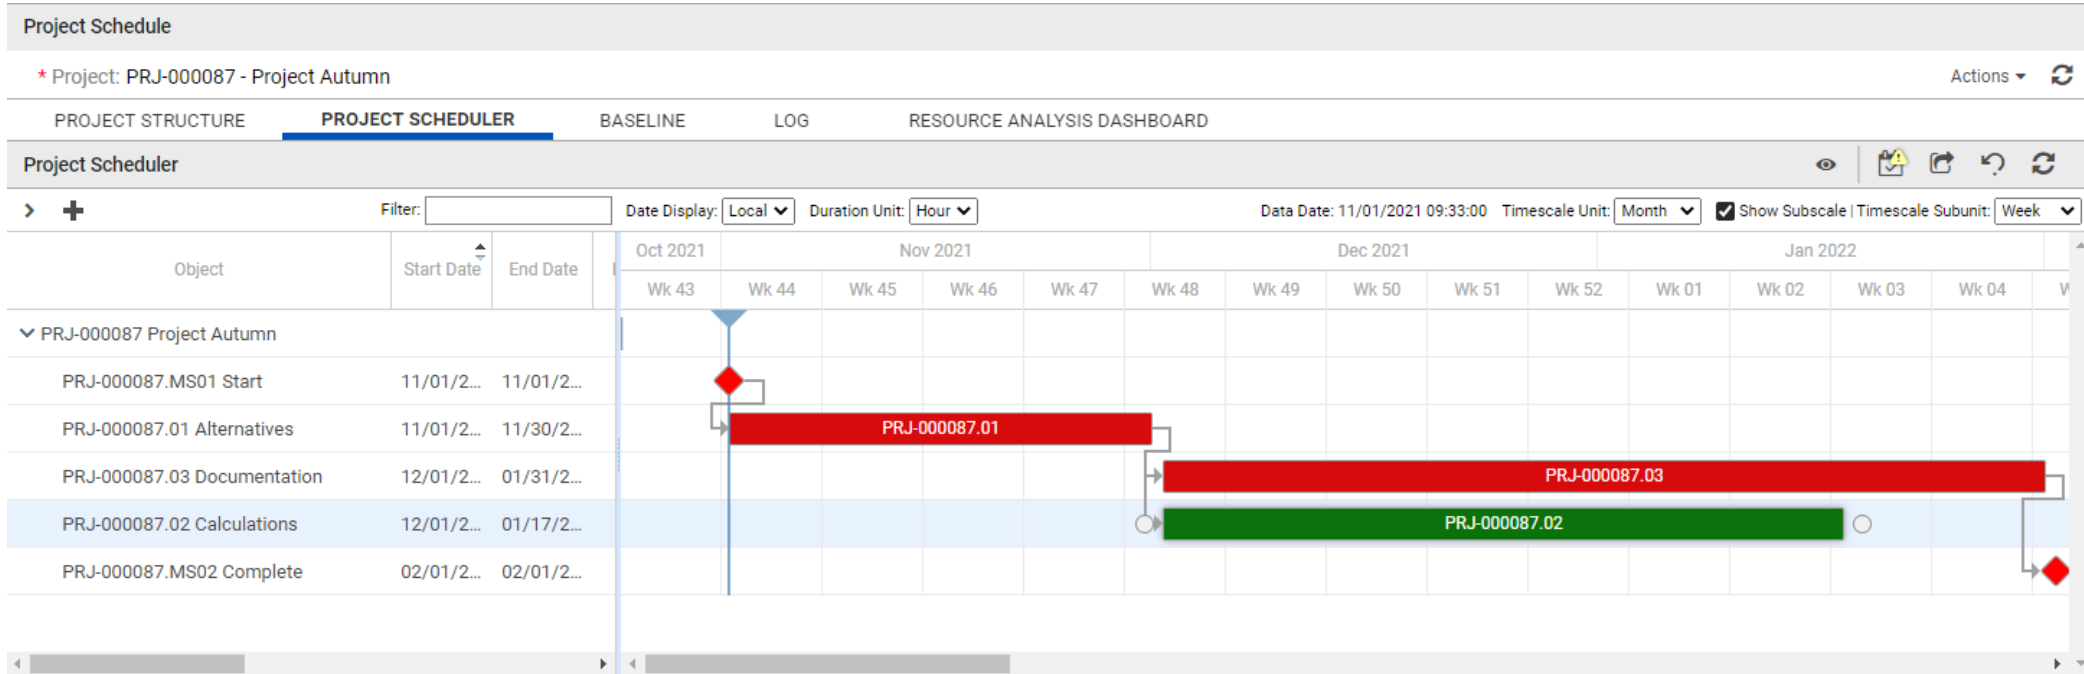 Project Schedule
* Project: PRJ-000087 - Project Autumn
Actions
PROJECT STRUCTURE PROJECT SCHEDULER BASELINE LOG RESOURCE ANALYSIS DASHBOARD
Project Scheduler
Filter: Date Display: Local Duration Unit: Hour Data Date: 11/01/2021 09:33:00 Timescale Unit: Month Show Subscale | Timescale Subunit: Week
Object Start Date End Date
Oct 2021 Nov 2021 Dec 2021 Jan 2022
Wk 43 Wk 44 Wk 45 Wk 46 Wk 47 Wk 48 Wk 49 Wk 50 Wk 51 Wk 52 Wk 01 Wk 02 Wk 03 Wk 04
PRJ-000087 Project Autumn
PRJ-000087.MS01 Start 11/01/2... 11/01/2...
PRJ-000087.01 Alternatives 11/01/2... 11/30/2... PRJ-000087.01
PRJ-000087.03 Documentation 12/01/2... 01/31/2... PRJ-000087.03
PRJ-000087.02 Calculations 12/01/2... 01/17/2... PRJ-000087.02
PRJ-000087.MS02 Complete 02/01/2... 02/01/2...